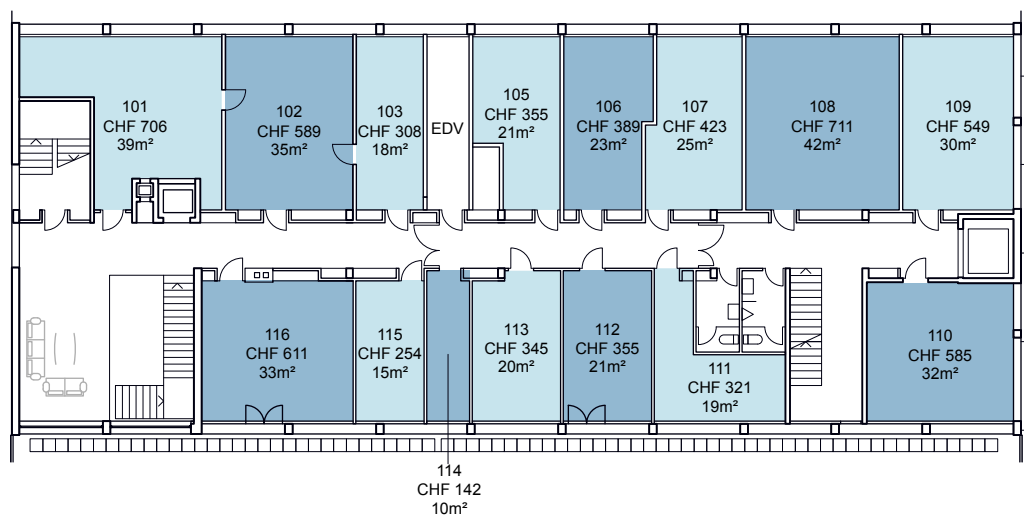 101
CHF 706
39m²
102
CHF 589
35m²
103
CHF 308
18m²
EDV
105
CHF 355
21m²
106
CHF 389
23m²
107
CHF 423
25m²
108
CHF 711
42m²
109
CHF 549
30m²
116
CHF 611
33m²
115
CHF 254
15m²
113
CHF 345
20m²
112
CHF 355
21m²
111
CHF 321
19m²
110
CHF 585
32m²
114
CHF 142
10m²